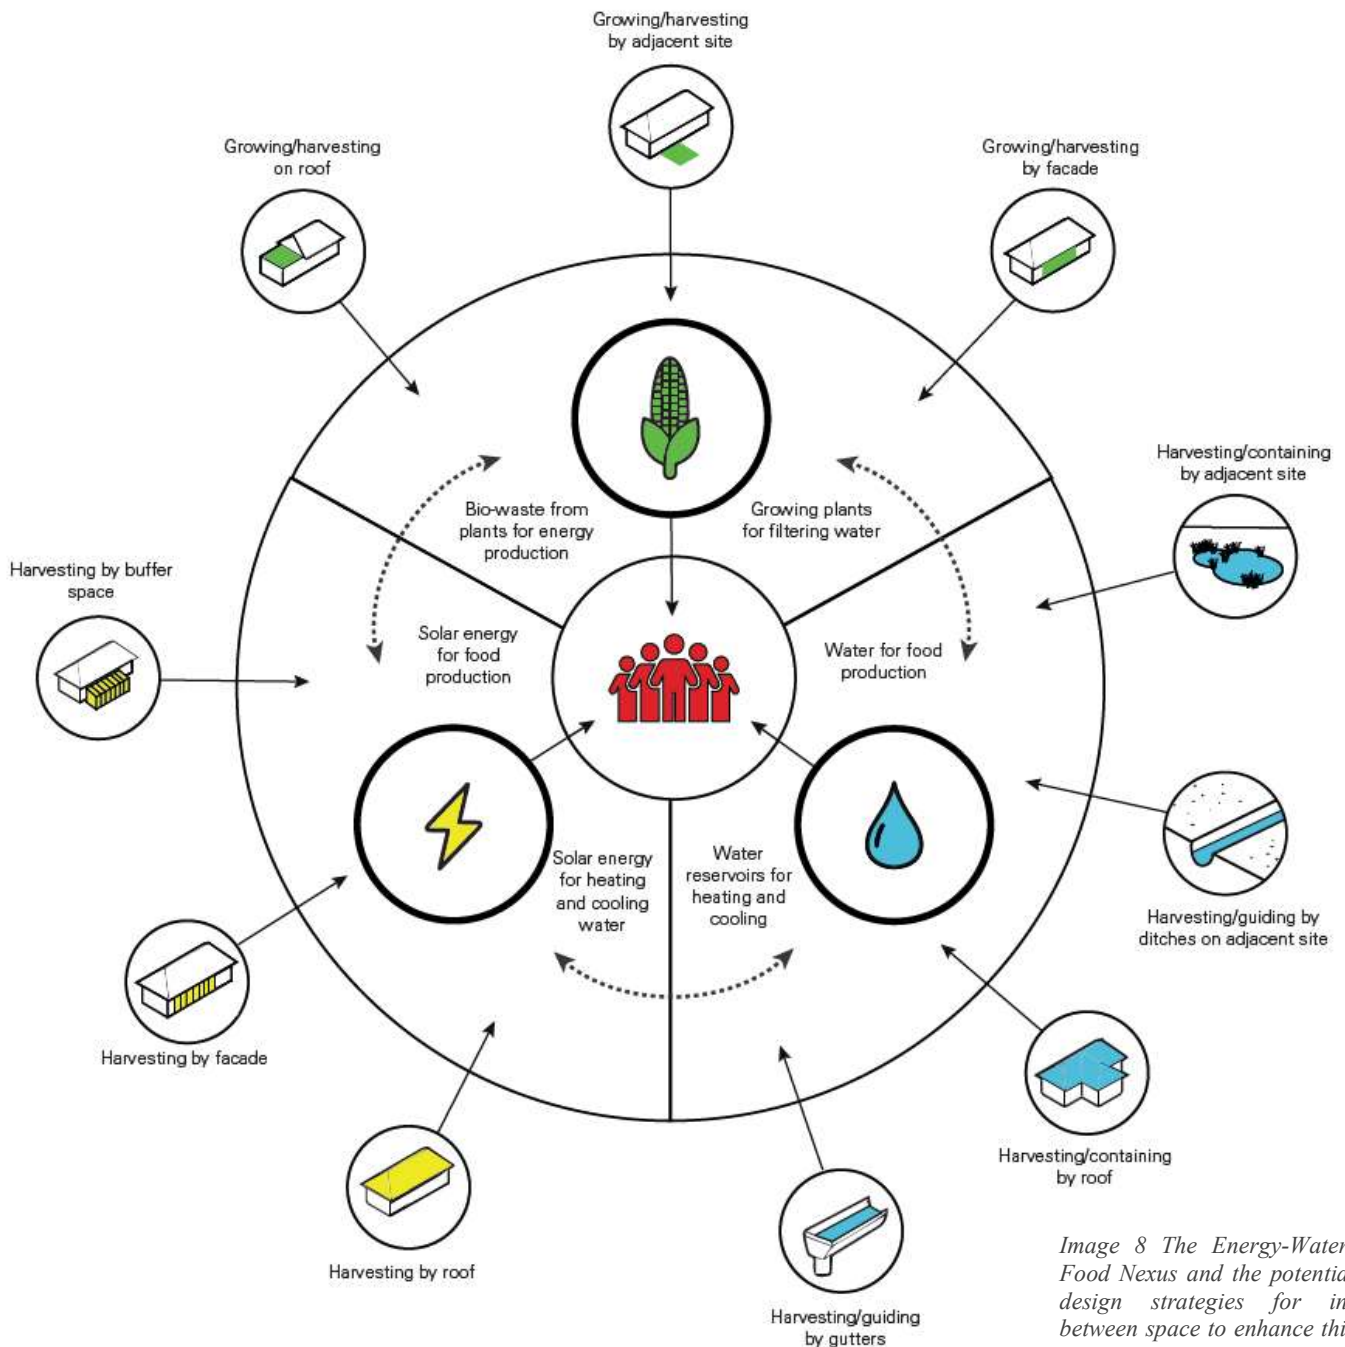 Growing/harvesting
by adjacent site
Growing/harvesting
on roof
Growing/harvesting
by facade
Harvesting/containing
by adjacent site
Bio-waste from
plants for energy
production
Growing plants
for filtering water
Harvesting by buffer
space
Solar energy
for food
production
Water for food
production
Solar energy
for heating
and cooling
water
Water
reservoirs for
heating and
cooling
Harvesting/guiding by
ditches on adjacent site
Harvesting by facade
Harvesting/containing
by roof
Harvesting by roof
Harvesting/guiding
by gutters
Image 8 The Energy-Water
Food Nexus and the potentia
design strategies for in
between space to enhance thi